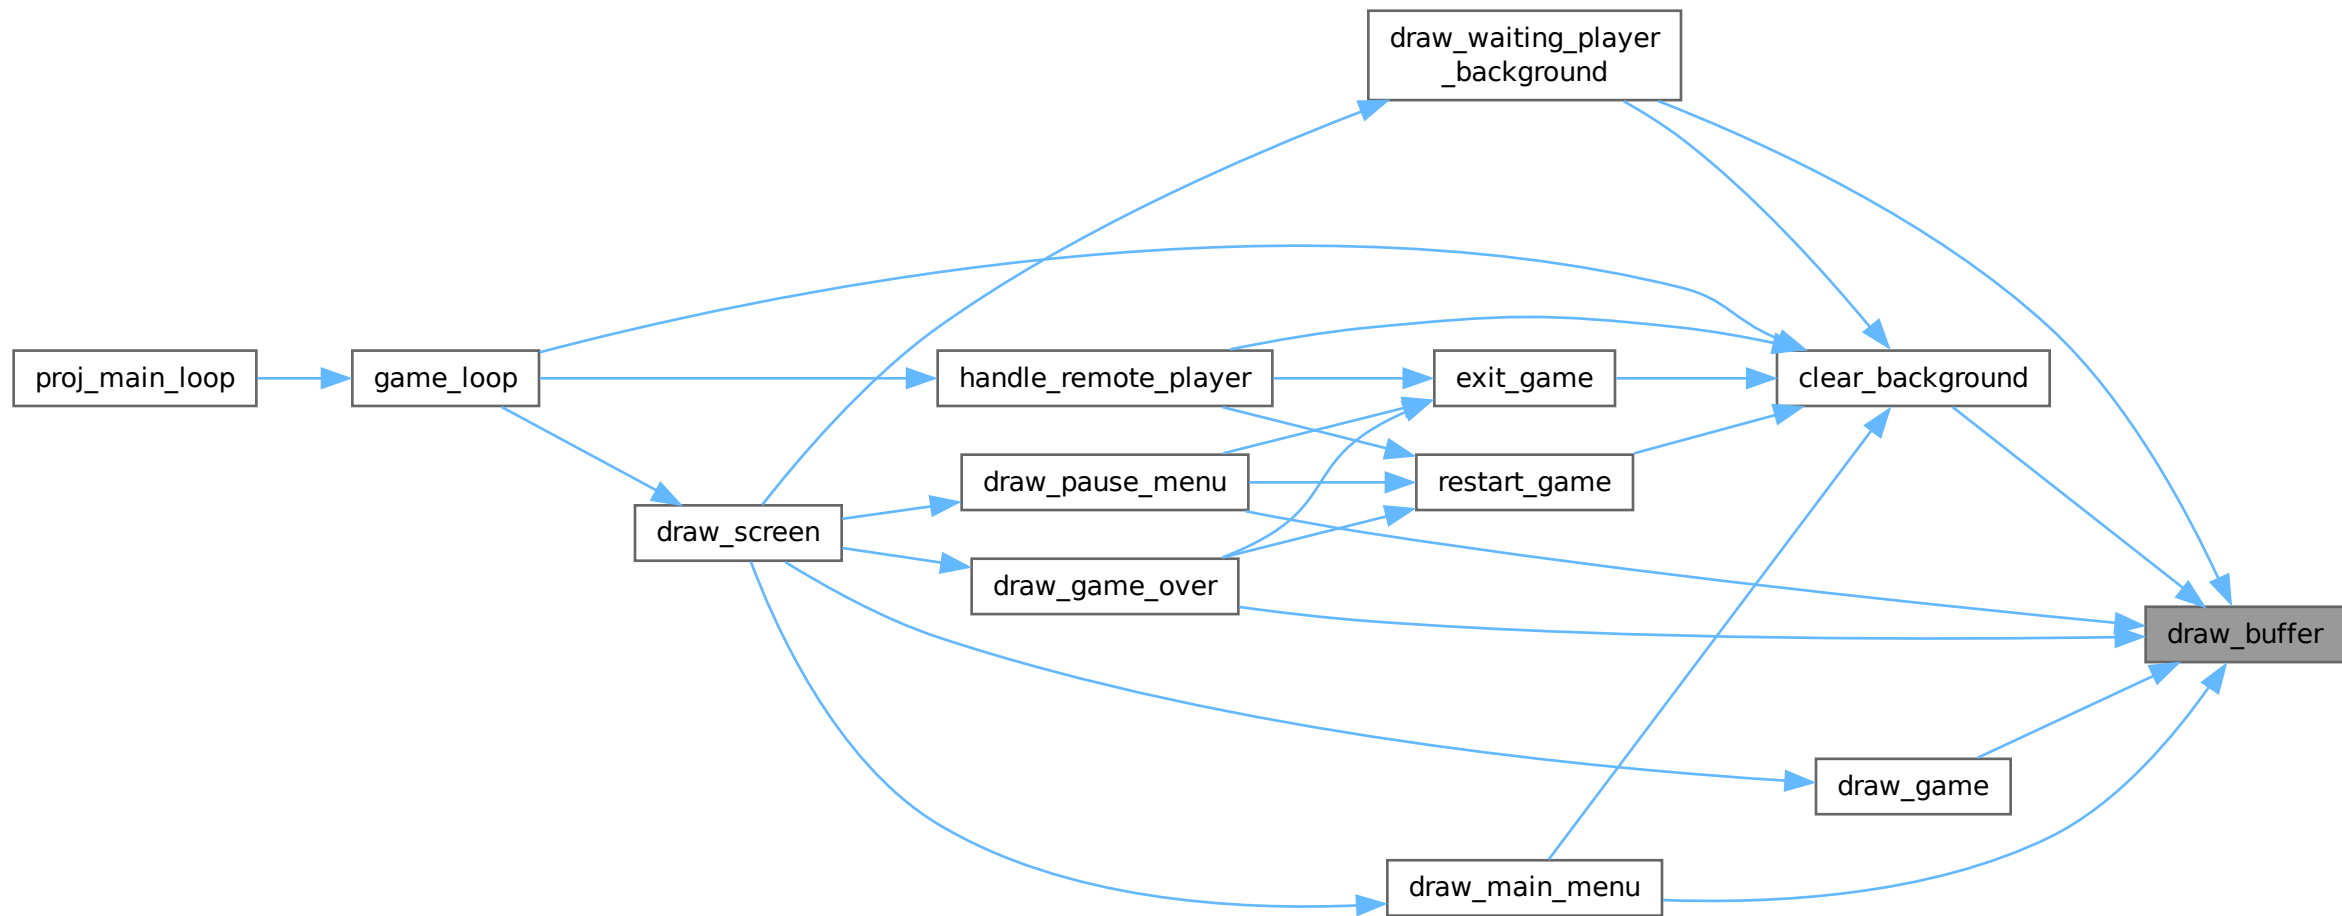 draw_waiting_player
_background
proj_main_loop
game_loop
handle_remote_player
exit_game
clear_background
draw_pause_menu
restart_game
draw_screen
draw_game_over
draw_buffer
draw_game
draw_main_menu